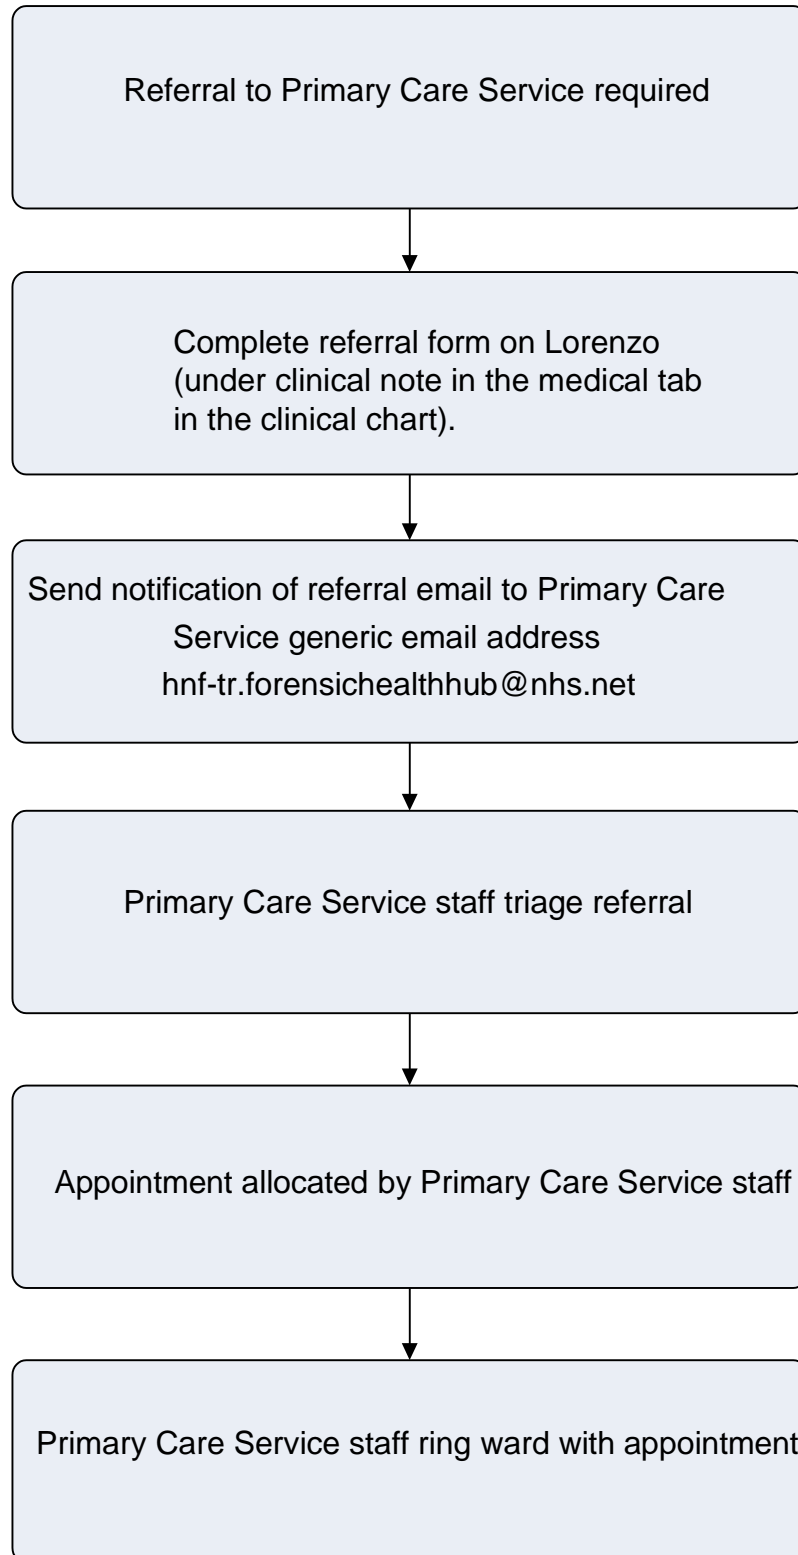 Referral to Primary Care Service required
Complete referral form on Lorenzo
(under clinical note in the medical tab
in the clinical chart).
Send notification of referral email to Primary Care
Service generic email address
hnf-tr.forensichealthhub@nhs.net
Primary Care Service staff triage referral
Appointment allocated by Primary Care Service staff
Primary Care Service staff ring ward with appointment